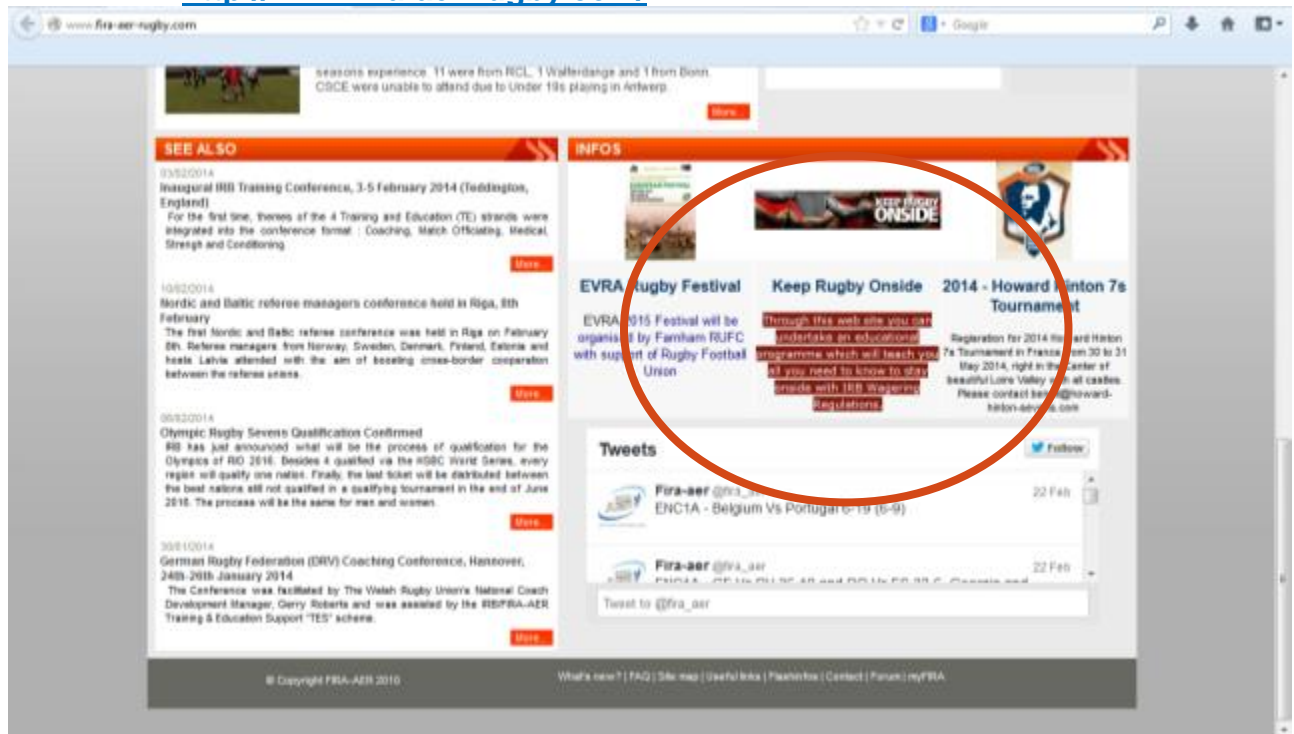 www.fira-aer-rugby.com
Google
seasons experience. 11 were from RCL, 1 Walferdange and 1 from Bonn.
CSCE were unable to attend due to Under 19s playing in Antwerp.
More...
SEE ALSO
03/02/2014
Inaugural IRB Training Conference, 3-5 February 2014 (Teddington,
England)
For the first time, themes of the 4 Training and Education (TE) strands were
integrated into the conference format : Coaching, Match Officiating, Medical,
Strengh and Conditioning.
More...
10/02/2014
Nordic and Baltic referee managers conference held in Riga, 8th
February
The first Nordic and Baltic referee conference was held in Riga on February
8th. Referee managers from Norway, Sweden, Denmark, Finland, Estonia and
hosts Latvia attended with the aim of boosting cross-border cooperation
between the referee unions.
More...
08/02/2014
Olympic Rugby Sevens Qualification Confirmed
IRB has just announced what will be the process of qualification for the
Olympics of RIO 2016. Besides 4 qualified via the HSBC World Series, every
region will qualify one nation. Finally, the last ticket will be distributed between
the best nations still not qualified in a qualifying tournament in the end of June
2016. The process will be the same for men and women.
More...
30/01/2014
German Rugby Federation (DRV) Coaching Conference, Hannover,
24th-26th January 2014
The Conference was facilitated by The Welsh Rugby Union's National Coach
Development Manager, Gerry Roberts and was assisted by the IRB/FIRA-AER
Training & Education Support "TES" scheme.
More...
INFOS
KEEP RUGBY
ONSIDE
EVRA Rugby Festival
EVRA 2015 Festival will be
organised by Farnham RUFC
with support of Rugby Football
Union
Keep Rugby Onside
Through this web site you can
undertake an educational
programme which will teach you
all you need to know to stay
onside with IRB Wagering
Regulations.
2014 - Howard Hinton 7s
Tournament
Registration for 2014 Howard Hinton
7s Tournament in France from 30 to 31
May 2014, right in the Center of
beautiful Loire Valley with all castles.
Please contact @howard-
hinton-sevens.com
Tweets
Follow
Fira-aer @fira_aer
22 Feb
ENC1A - Belgium Vs Portugal 6-19 (6-9)
Fira-aer @fira_aer
22 Feb
Tweet to @fira_aer
© Copyright FIRA-AER 2010
What's new? | FAQ | Site map | Useful links | Flashinfos | Contact | Forum | myFIRA